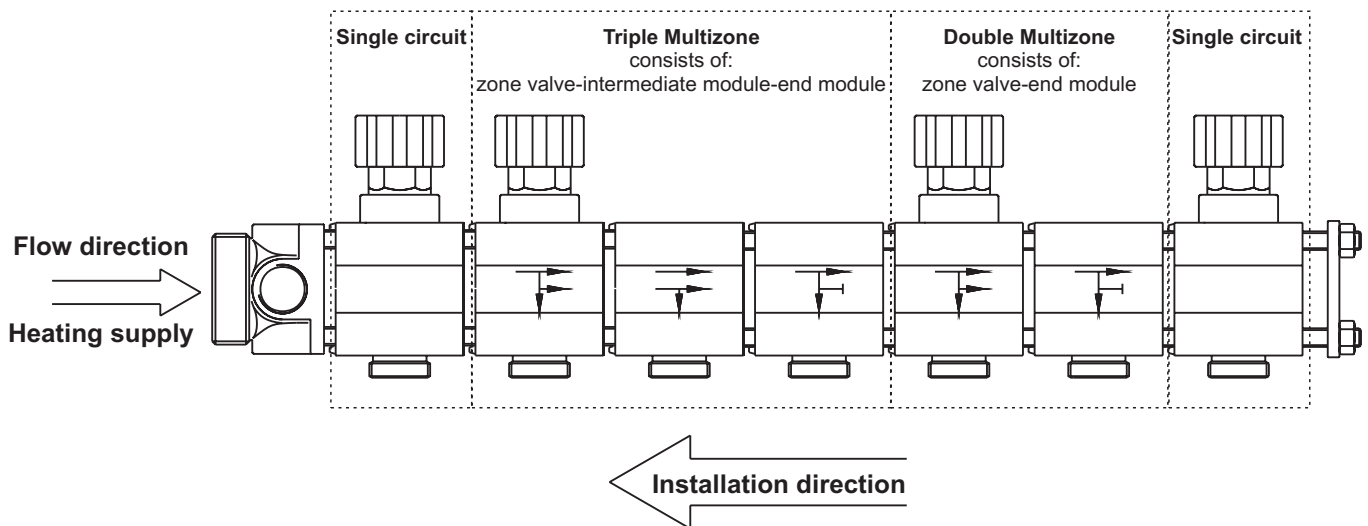 Single circuit
Triple Multizone
consists of:
zone valve-intermediate module-end module
Double Multizone
consists of:
zone valve-end module
Single circuit
Flow direction
Heating supply
Installation direction